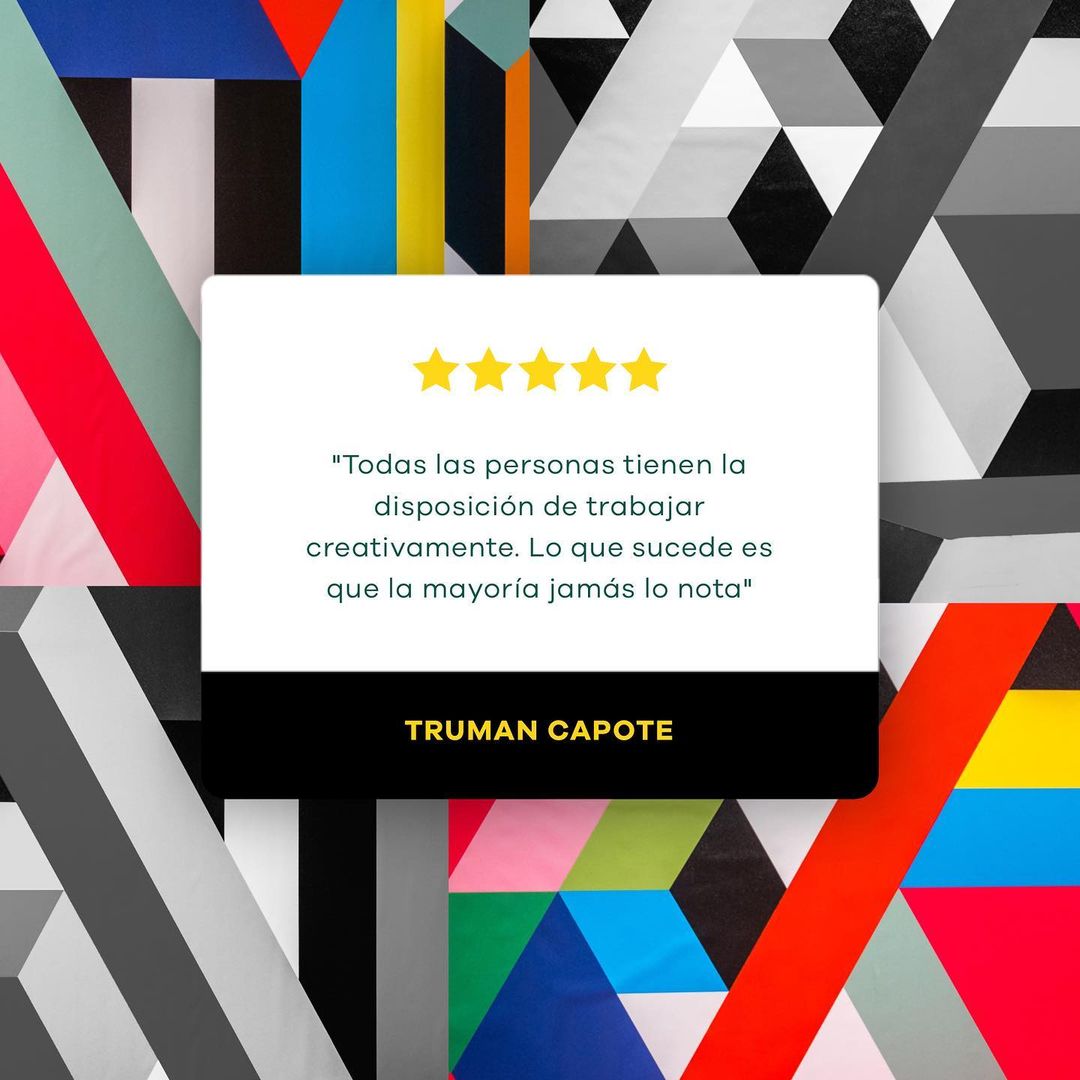 "Todas las personas tienen la
disposición de trabajar
creativamente. Lo que sucede es
que la mayoría jamás lo nota"
TRUMAN CAPOTE